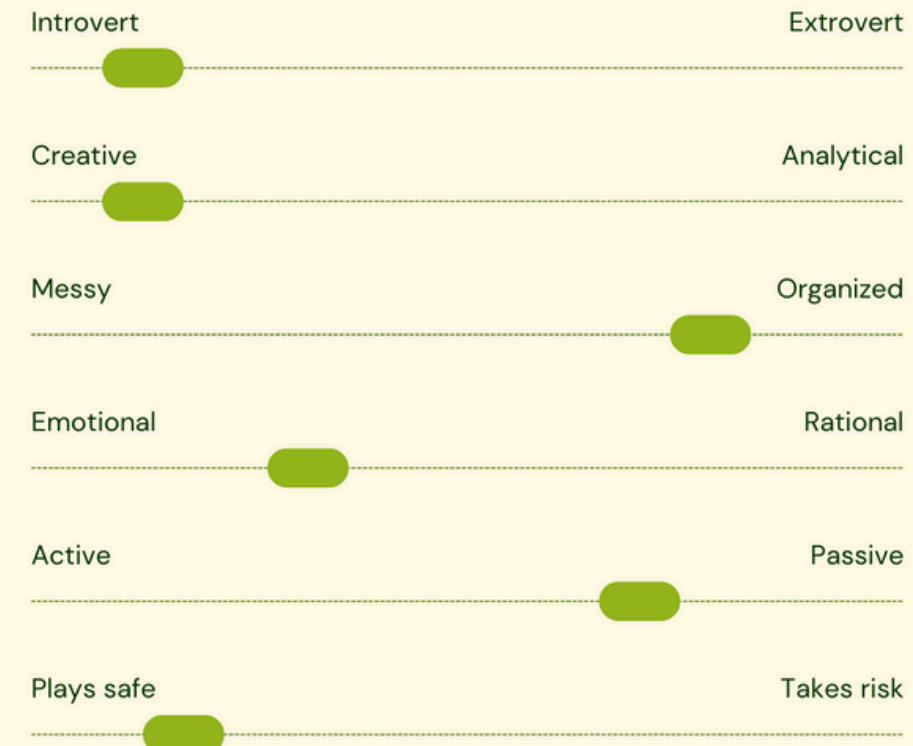 Introvert Extrovert
Creative Analytical
Messy Organized
Emotional Rational
Active Passive
Plays safe Takes risk